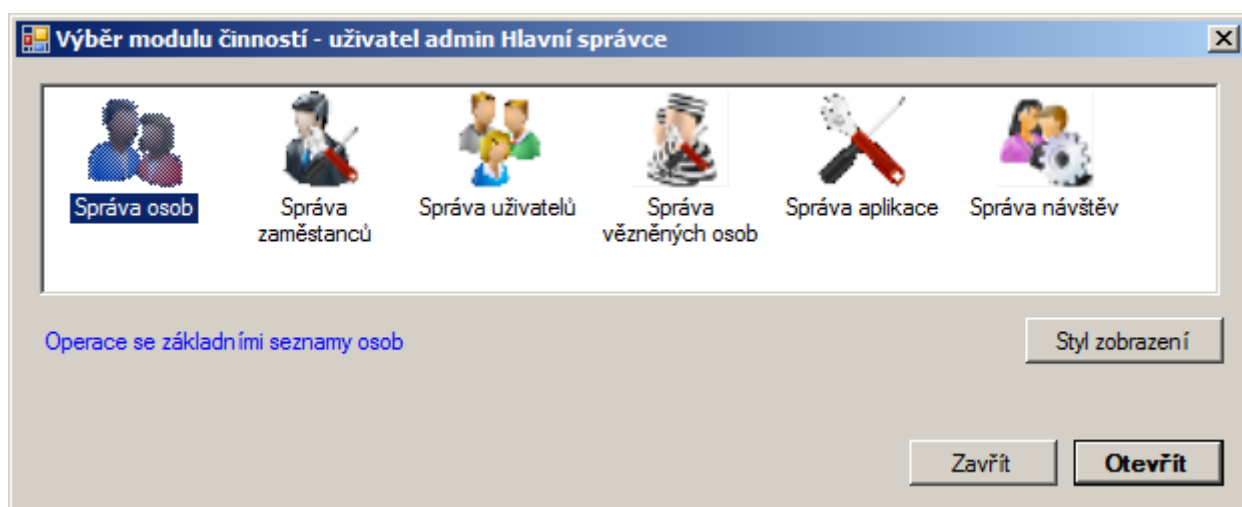 Výběr modulu činností - uživatel admin Hlavní správce
Správa osob
Správa
zaměstanců
Správa uživatelů
Správa
vězněných osob
Správa aplikace
Správa návštěv
Operace se základními seznamy osob
Styl zobrazení
Zavřít
Otevřít